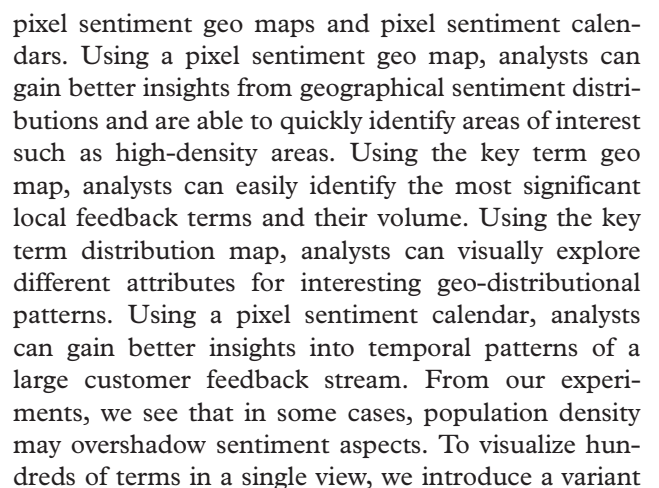 pixel sentiment geo maps and pixel sentiment calen-
dars. Using a pixel sentiment geo map, analysts can
gain better insights from geographical sentiment distri-
butions and are able to quickly identify areas of interest
such as high-density areas. Using the key term geo
map, analysts can easily identify the most significant
local feedback terms and their volume. Using the key
term distribution map, analysts can visually explore
different attributes for interesting geo-distributional
patterns. Using a pixel sentiment calendar, analysts
can gain better insights into temporal patterns of a
large customer feedback stream. From our experi-
ments, we see that in some cases, population density
may overshadow sentiment aspects. To visualize hun-
dreds of terms in a single view, we introduce a variant